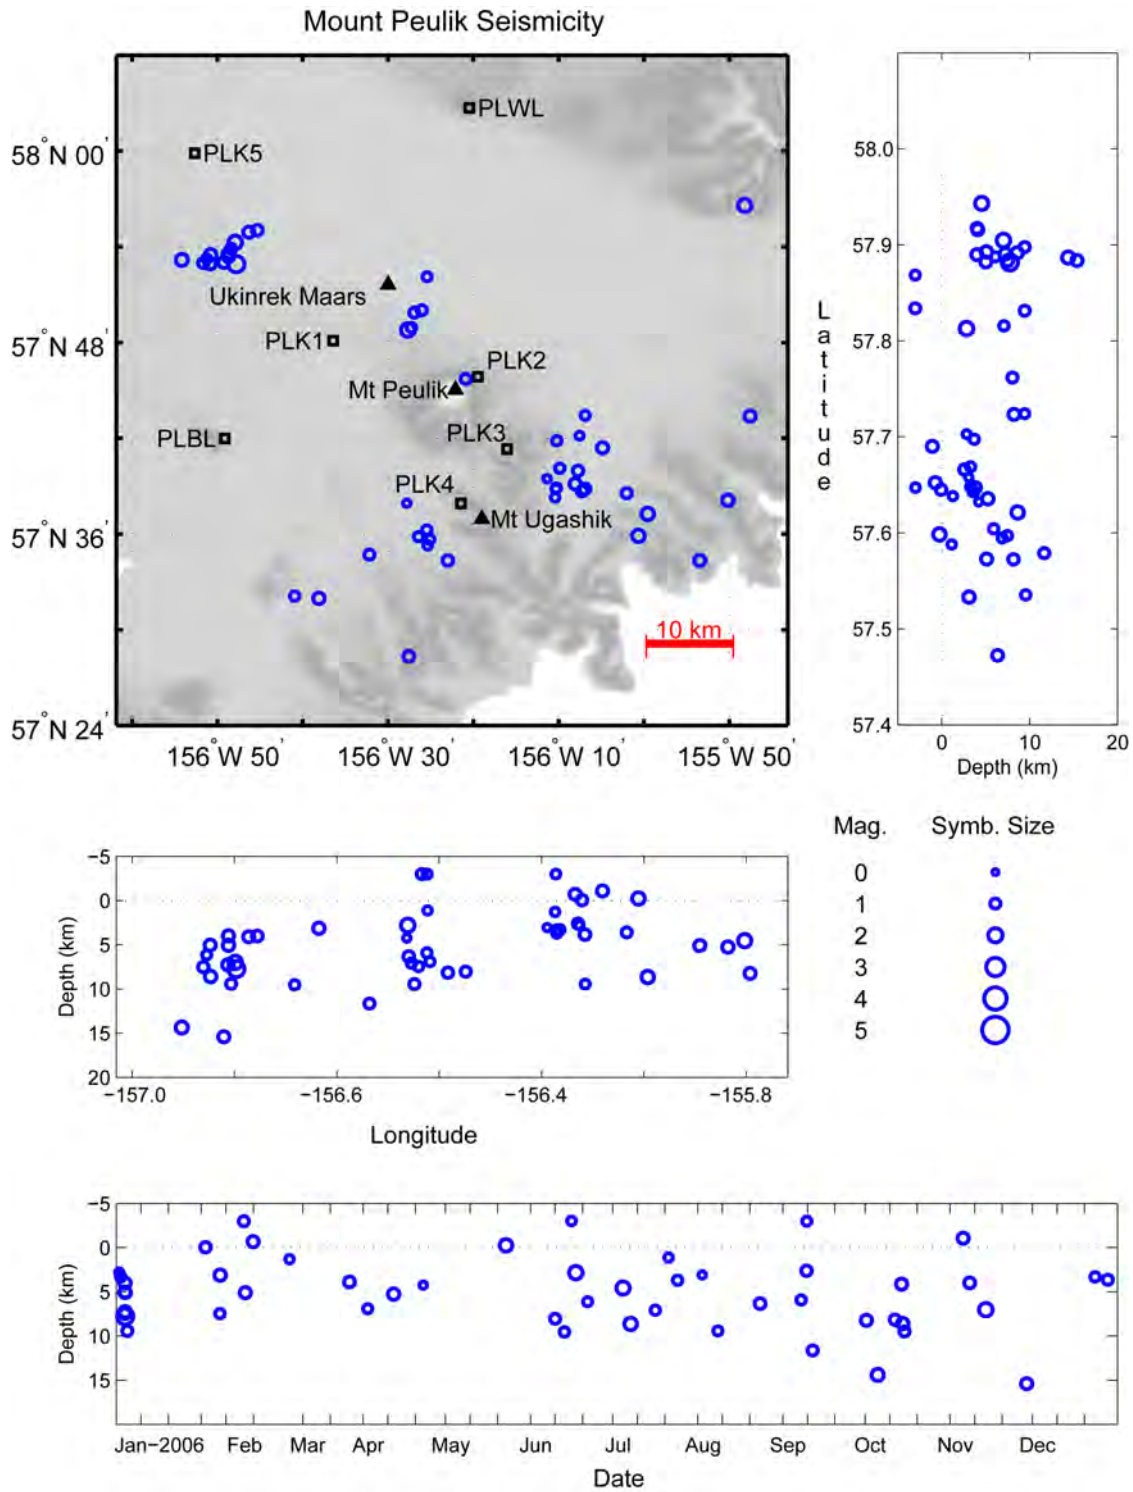 Mount Peulik Seismicity
PLWL
58°N 00'
PLK5
Ukinrek Maars
57°N 48'
PLK1
PLK2
Mt Peulik
PLBL
PLK3
PLK4
Mt Ugashik
57°N 36'
10 km
57°N 24'
156°W 50'
156°W 30'
156°W 10'
155°W 50'
58.0
57.9
57.8
57.7
57.6
57.5
57.4
Latitude
0
10
20
Depth (km)
Mag. Symb. Size
0
1
2
3
4
5
−5
0
5
10
15
20
Depth (km)
−157.0
−156.6
−156.4
−155.8
Longitude
−5
0
5
10
15
Depth (km)
Jan−2006 Feb Mar Apr May Jun Jul Aug Sep Oct Nov Dec
Date